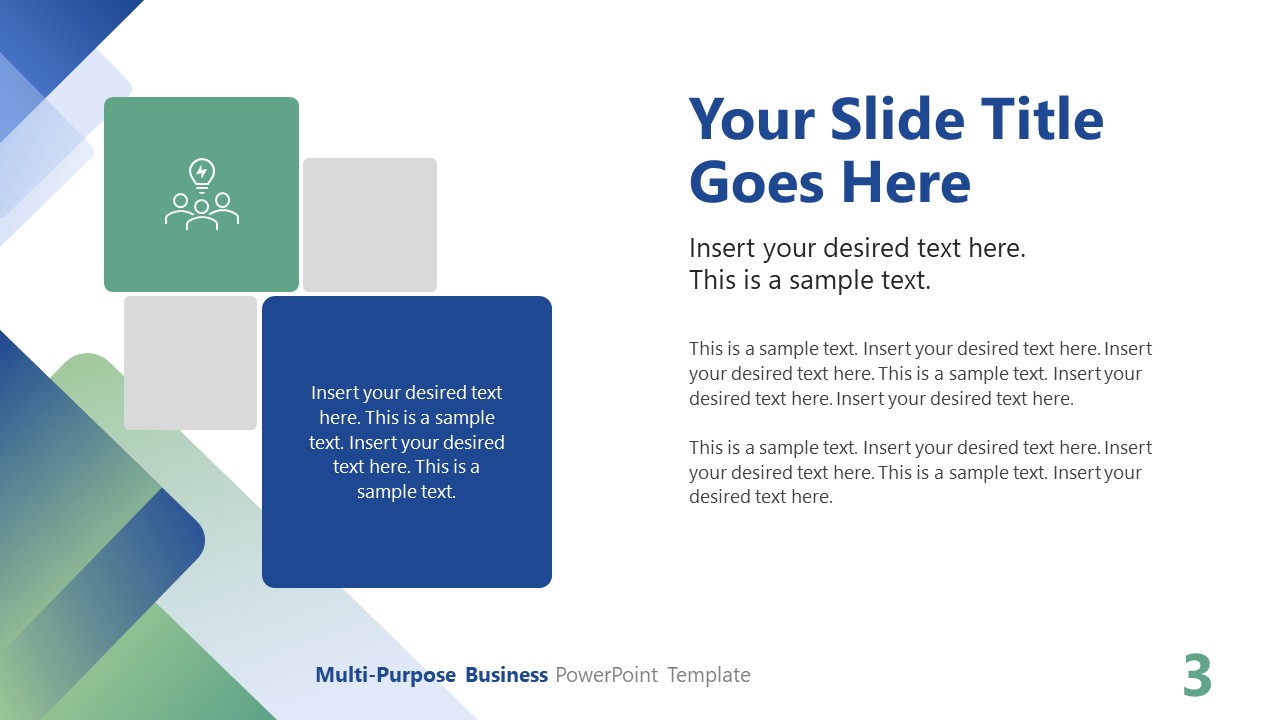 Your Slide Title
Goes Here
Insert your desired text here.
This is a sample text.
This is a sample text. Insert your desired text here. Insert
your desired text here. This is a sample text. Insert your
desired text here. Insert your desired text here.
This is a sample text. Insert your desired text here. Insert
your desired text here. This is a sample text. Insert your
desired text here.
Insert your desired text
here. This is a sample
text. Insert your desired
text here. This is a
sample text.
Multi-Purpose Business PowerPoint Template
3